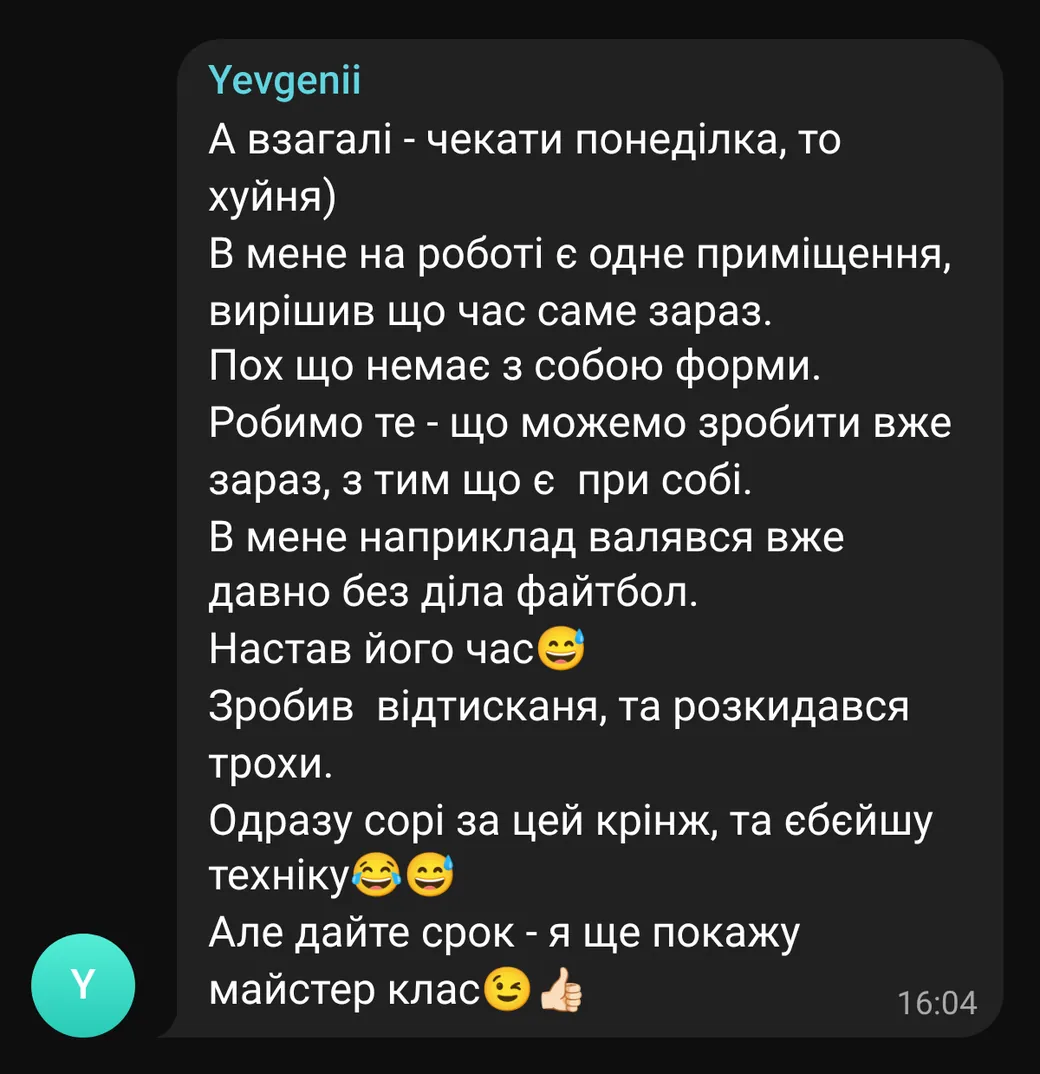 Yevgenii
А взагалі - чекати понеділка, то
хуйня)
В мене на роботі є одне приміщення,
вирішив що час саме зараз.
Пох що немає з собою форми.
Робимо те - що можемо зробити вже
зараз, з тим що є  при собі.
В мене наприклад валявся вже
давно без діла файтбол.
Настав його час😅
Зробив  відтисканя, та розкидався
трохи.
Одразу сорі за цей крінж, та єбєйшу
техніку😂😅
Але дайте срок - я ще покажу
майстер клас😉👍🏻
Y
16:04